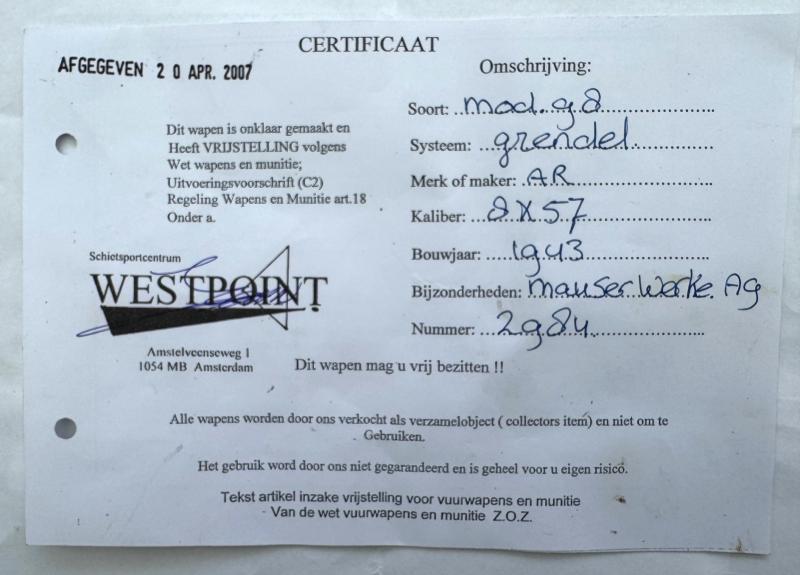 CERTIFICAAT
AFGEGEVEN 20 APR. 2007
Dit wapen is onklaar gemaakt en
Heeft VRIJSTELLING volgens
Wet wapens en munitie;
Uitvoeringsvoorschrift (C2)
Regeling Wapens en Munitie art.18
Onder a.
Schietsportcentrum
WESTPOINT
Amstelveenseweg 1
1054 MB Amsterdam
Omschrijving:
Soort: mod. 98
Systeem: grendel.
Merk of maker: AR
Kaliber: 8X57
Bouwjaar: 1943
Bijzonderheden: mauser Werke. AG
Nummer: 2984
Dit wapen mag u vrij bezitten !!
Alle wapens worden door ons verkocht als verzamelobject ( collectors item) en niet om te
Gebruiken.
Het gebruik word door ons niet gegarandeerd en is geheel voor u eigen risico.
Tekst artikel inzake vrijstelling voor vuurwapens en munitie
- Van de wet vuurwapens en munitie Z.O.Z.